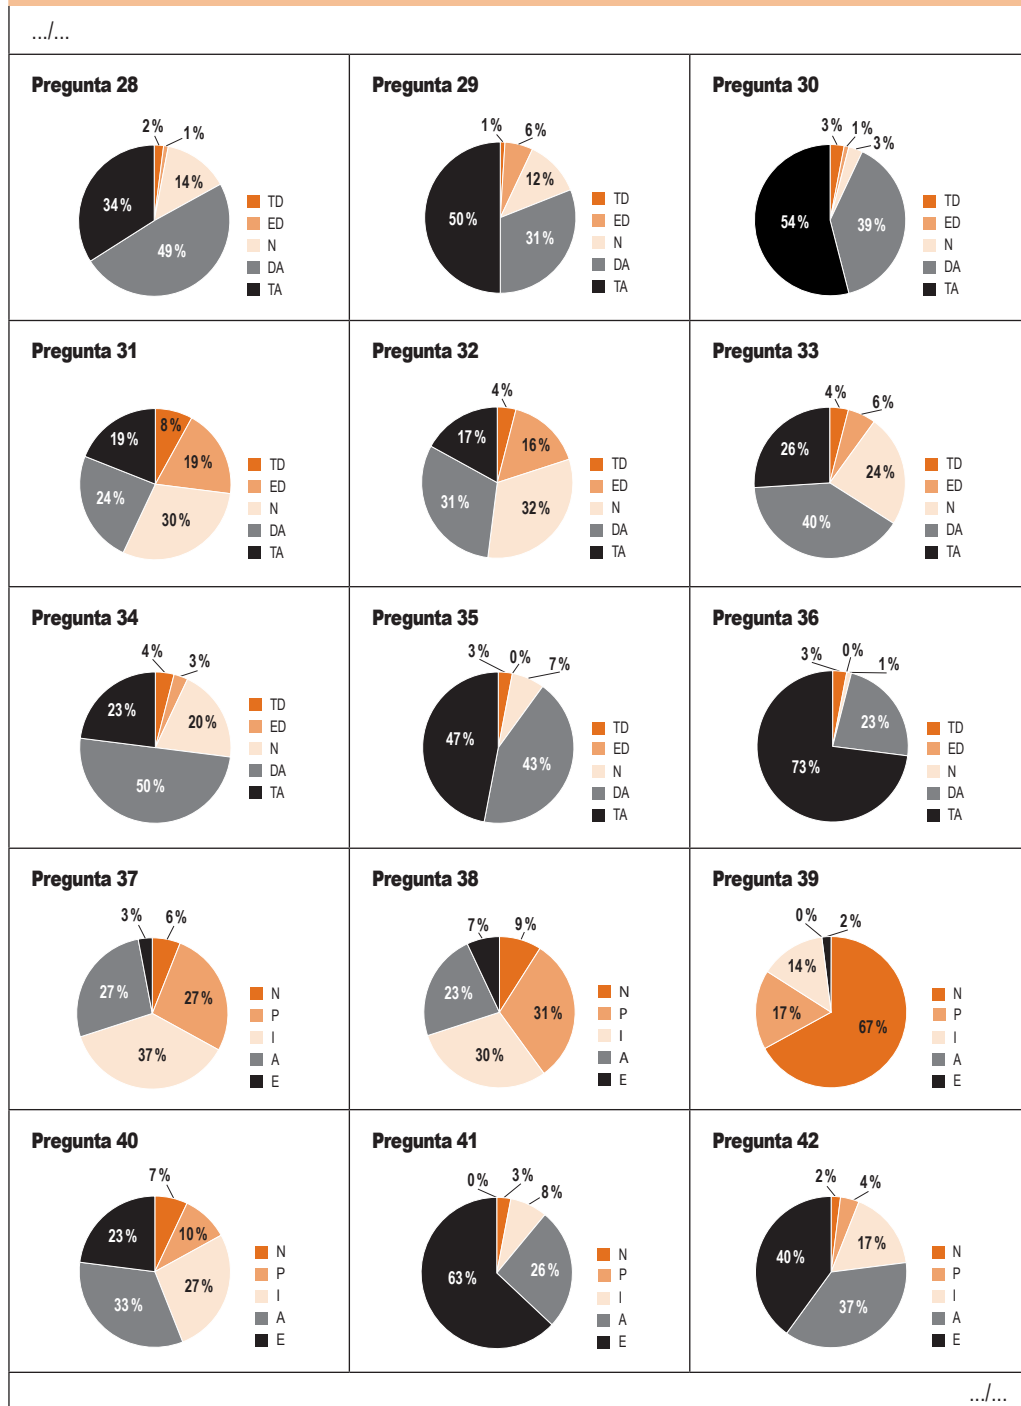 .../...
Pregunta 28
2%
1%
14%
49%
34%
TD
ED
N
DA
TA
Pregunta 29
1%
6%
12%
31%
50%
TD
ED
N
DA
TA
Pregunta 30
3%
1%
3%
39%
54%
TD
ED
N
DA
TA
Pregunta 31
8%
19%
30%
24%
19%
TD
ED
N
DA
TA
Pregunta 32
4%
16%
32%
31%
17%
TD
ED
N
DA
TA
Pregunta 33
4%
6%
24%
40%
26%
TD
ED
N
DA
TA
Pregunta 34
4%
3%
20%
50%
23%
TD
ED
N
DA
TA
Pregunta 35
3%
0%
7%
43%
47%
TD
ED
N
DA
TA
Pregunta 36
3%
0%
1%
23%
73%
TD
ED
N
DA
TA
Pregunta 37
3%
6%
27%
37%
27%
N
P
I
A
E
Pregunta 38
7%
9%
31%
30%
23%
N
P
I
A
E
Pregunta 39
0%
2%
14%
17%
67%
N
P
I
A
E
Pregunta 40
7%
10%
27%
33%
23%
N
P
I
A
E
Pregunta 41
0%
3%
8%
26%
63%
N
P
I
A
E
Pregunta 42
2%
4%
17%
37%
40%
N
P
I
A
E
.../...